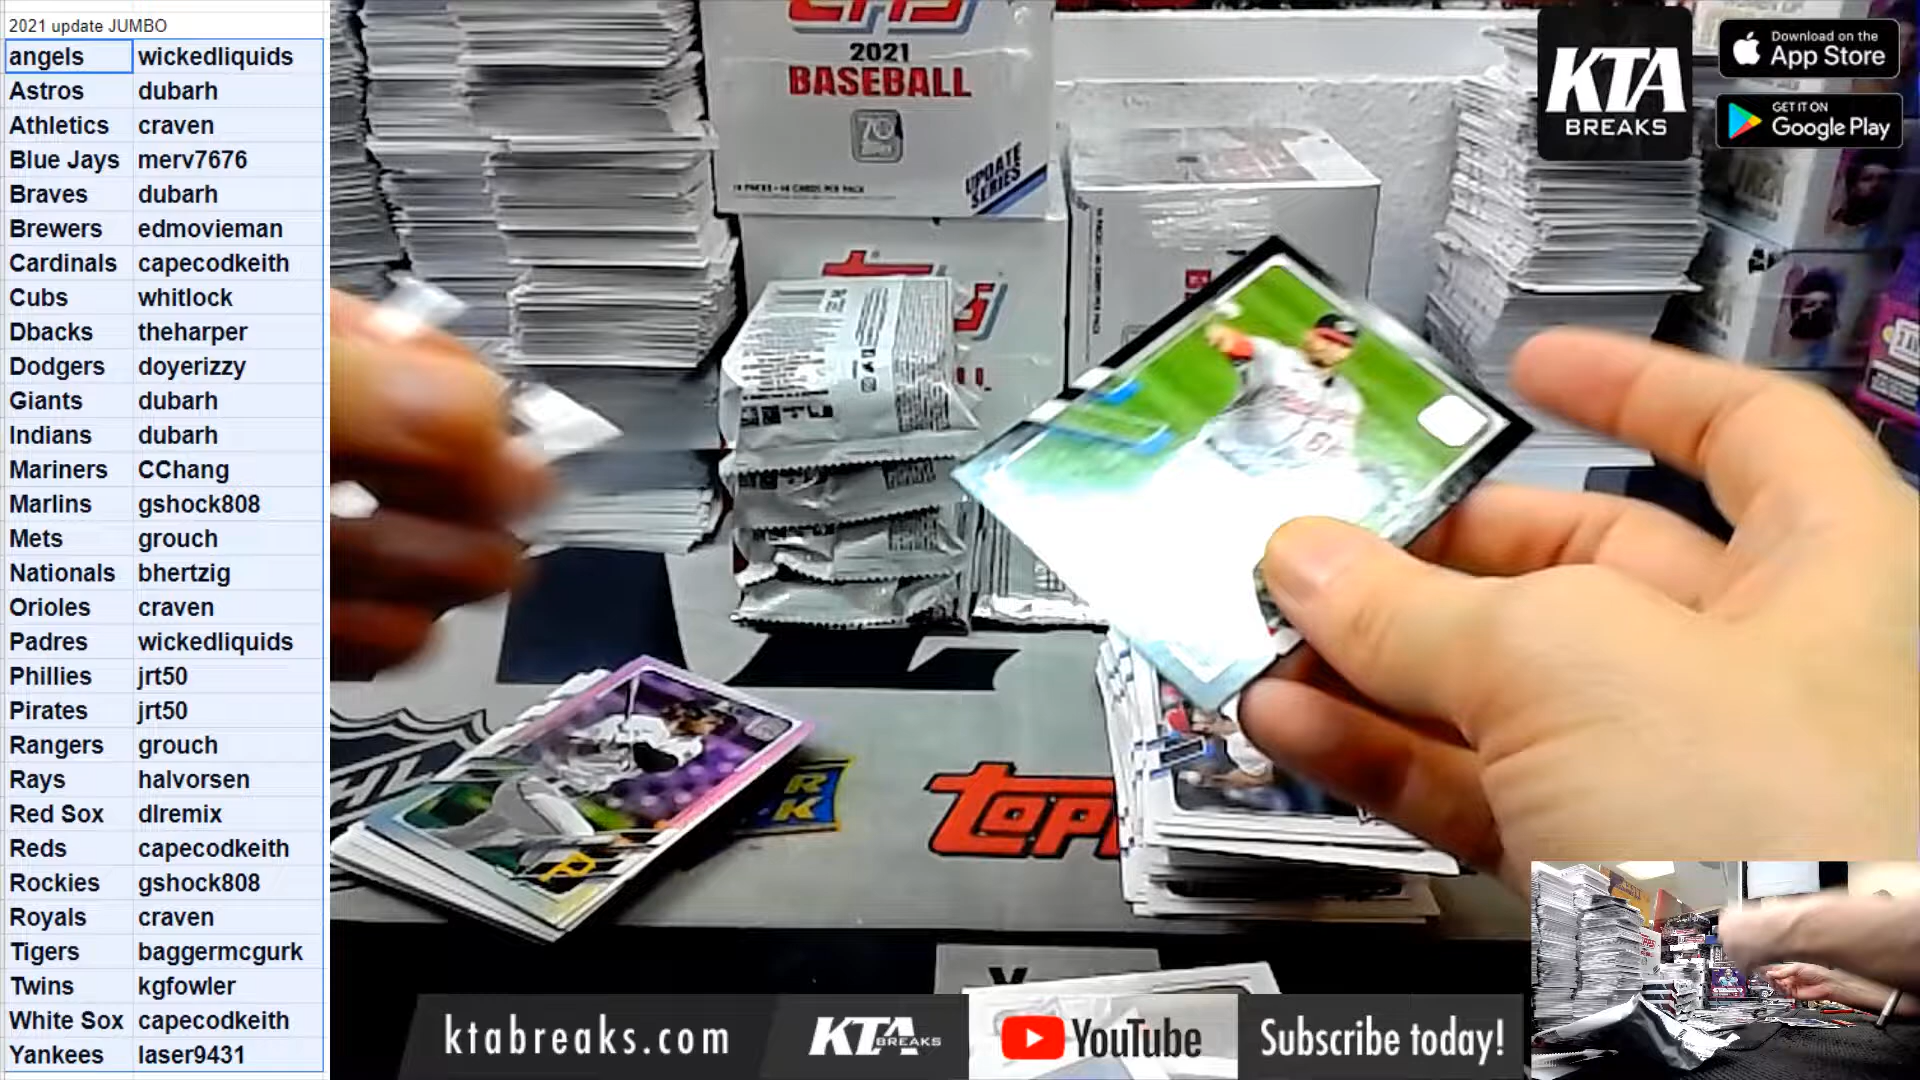 2021 update JUMBO
angels wickedliquids
Astros dubarh
Athletics craven
Blue Jays merv7676
Braves dubarh
Brewers edmovieman
Cardinals capecodkeith
Cubs whitlock
Dbacks theharper
Dodgers doyerizzy
Giants dubarh
Indians dubarh
Mariners CChang
Marlins gshock808
Mets grouch
Nationals bhertzig
Orioles craven
Padres wickedliquids
Phillies jrt50
Pirates jrt50
Rangers grouch
Rays halvorsen
Red Sox dlremix
Reds capecodkeith
Rockies gshock808
Royals craven
Tigers baggermcgurk
Twins kgfowler
White Sox capecodkeith
Yankees laser9431
2021
BASEBALL
70
UPDATE
SERIES
KTA
BREAKS
Download on the
App Store
GET IT ON
Google Play
NHL
R
K
P
ktabreaks.com
KTA
BREAKS
YouTube
Subscribe today!